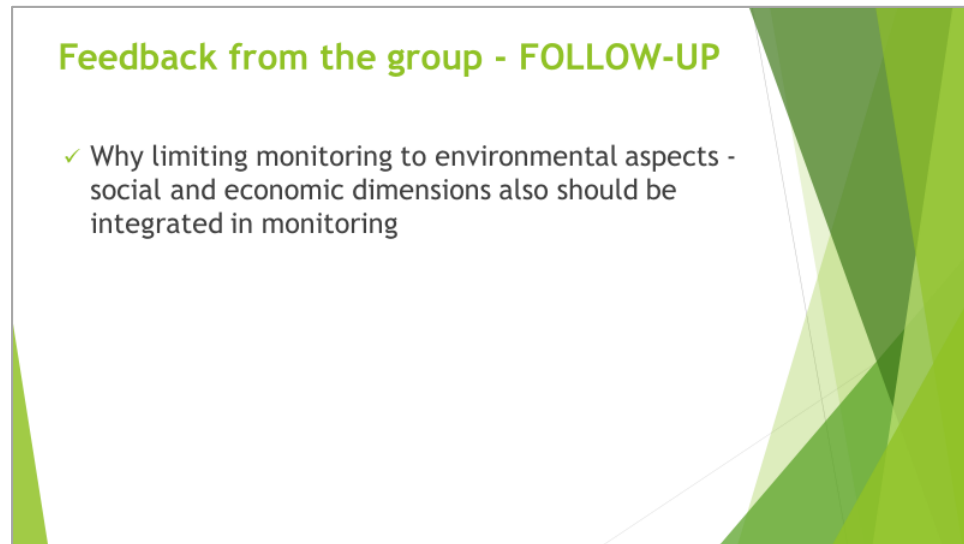 Feedback from the group - FOLLOW-UP
✓ Why limiting monitoring to environmental aspects -
social and economic dimensions also should be
integrated in monitoring